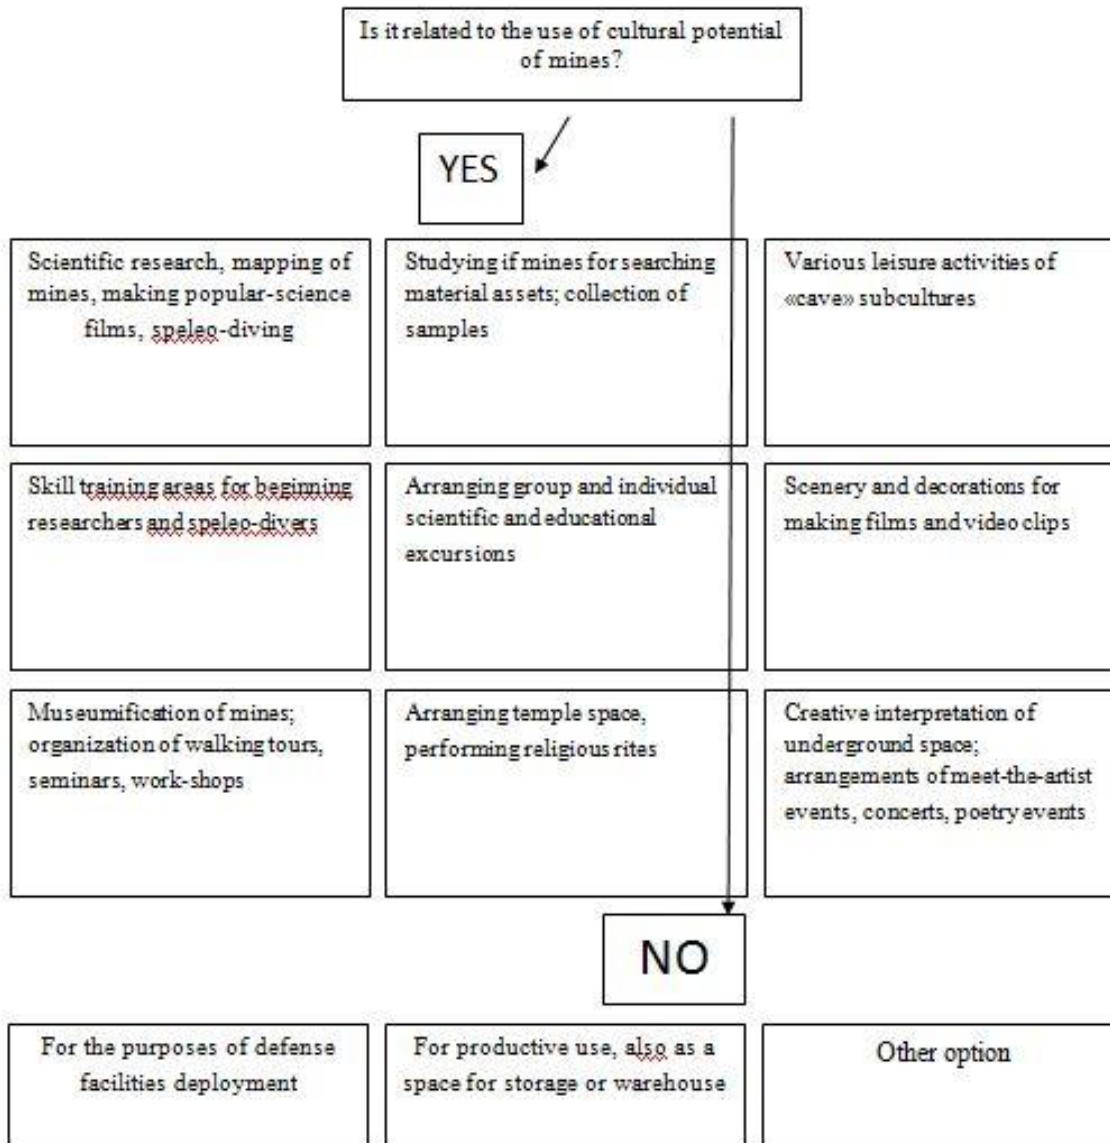 Is it related to the use of cultural potential
of mines?
YES
Scientific research, mapping of
mines, making popular-science
films, speleo-diving
Studying if mines for searching
material assets; collection of
samples
Various leisure activities of
«cave» subcultures
Skill training areas for beginning
researchers and speleo-divers
Arranging group and individual
scientific and educational
excursions
Scenery and decorations for
making films and video clips
Museumification of mines;
organization of walking tours,
seminars, work-shops
Arranging temple space,
performing religious rites
Creative interpretation of
underground space;
arrangements of meet-the-artist
events, concerts, poetry events
NO
For the purposes of defense
facilities deployment
For productive use, also as a
space for storage or warehouse
Other option